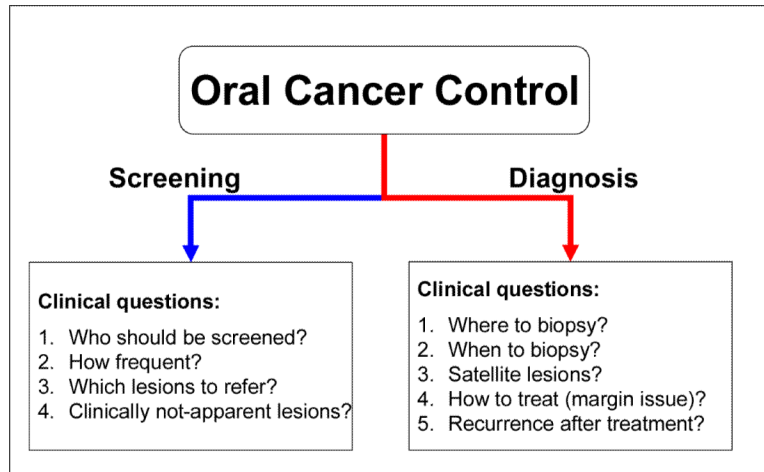 Oral Cancer Control
Screening
Diagnosis
Clinical questions:
1. Who should be screened?
2. How frequent?
3. Which lesions to refer?
4. Clinically not-apparent lesions?
Clinical questions:
1. Where to biopsy?
2. When to biopsy?
3. Satellite lesions?
4. How to treat (margin issue)?
5. Recurrence after treatment?